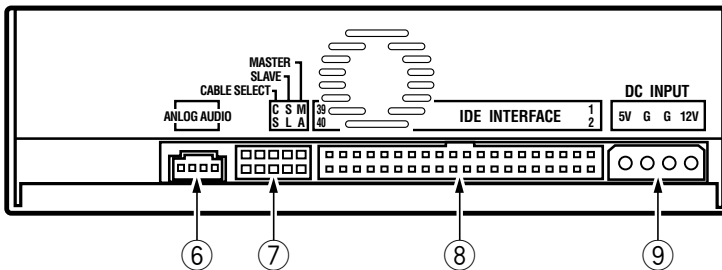 MASTER
SLAVE
CABLE SELECT
ANLOG AUDIO
C S M
S L A
39
40
IDE INTERFACE
1
2
DC INPUT
5V G G 12V
⑥ ⑦ ⑧ ⑨